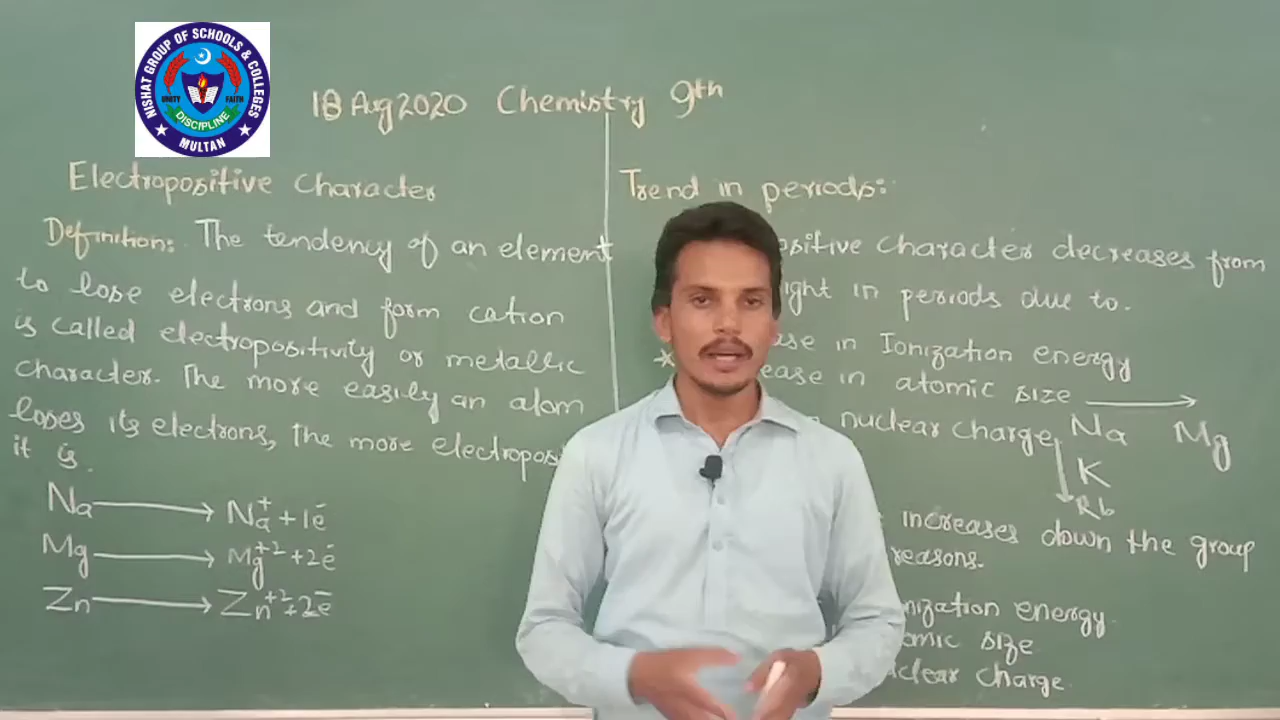 NISHAT GROUP OF SCHOOLS & COLLEGES
UNITY FAITH
DISCIPLINE
MULTAN
18 Aug 2020 Chemistry 9th
Electropositive Character
Definition: The tendency of an element
to lose electrons and form cation
is called electropositivity or metallic
character. The more easily an atom
loses its electrons, the more electroposi
it is.
Na → Na+ + 1e-
Mg → Mg+2 + 2e-
Zn → Zn+2 + 2e-
Trend in periods:
sitive character decreases from
ight in periods due to.
se in Ionization energy
* ease in atomic size →
nuclear charge Na Mg
K
Rb
increases down the group
reasons.
nization energy
omic size
clear charge